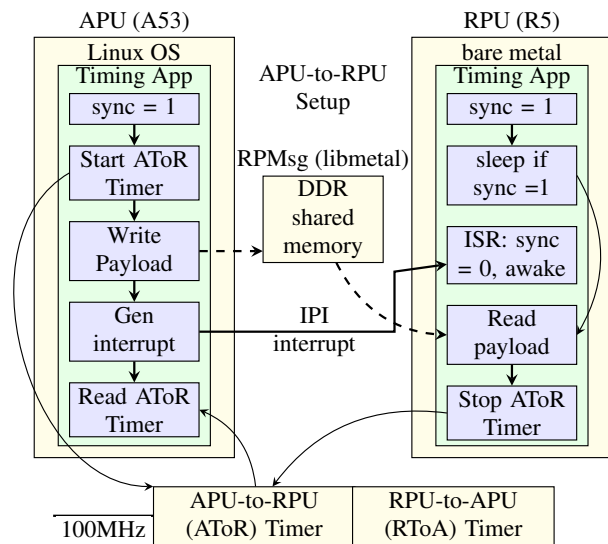 APU (A53)
Linux OS
Timing App
sync = 1
Start AToR
Timer
Write
Payload
Gen
interrupt
Read AToR
Timer
APU-to-RPU
Setup
RPMsg (libmetal)
DDR
shared
memory
IPI
interrupt
RPU (R5)
bare metal
Timing App
sync = 1
sleep if
sync =1
ISR: sync
= 0, awake
Read
payload
Stop AToR
Timer
100MHz
APU-to-RPU
(AToR) Timer
RPU-to-APU
(RToA) Timer